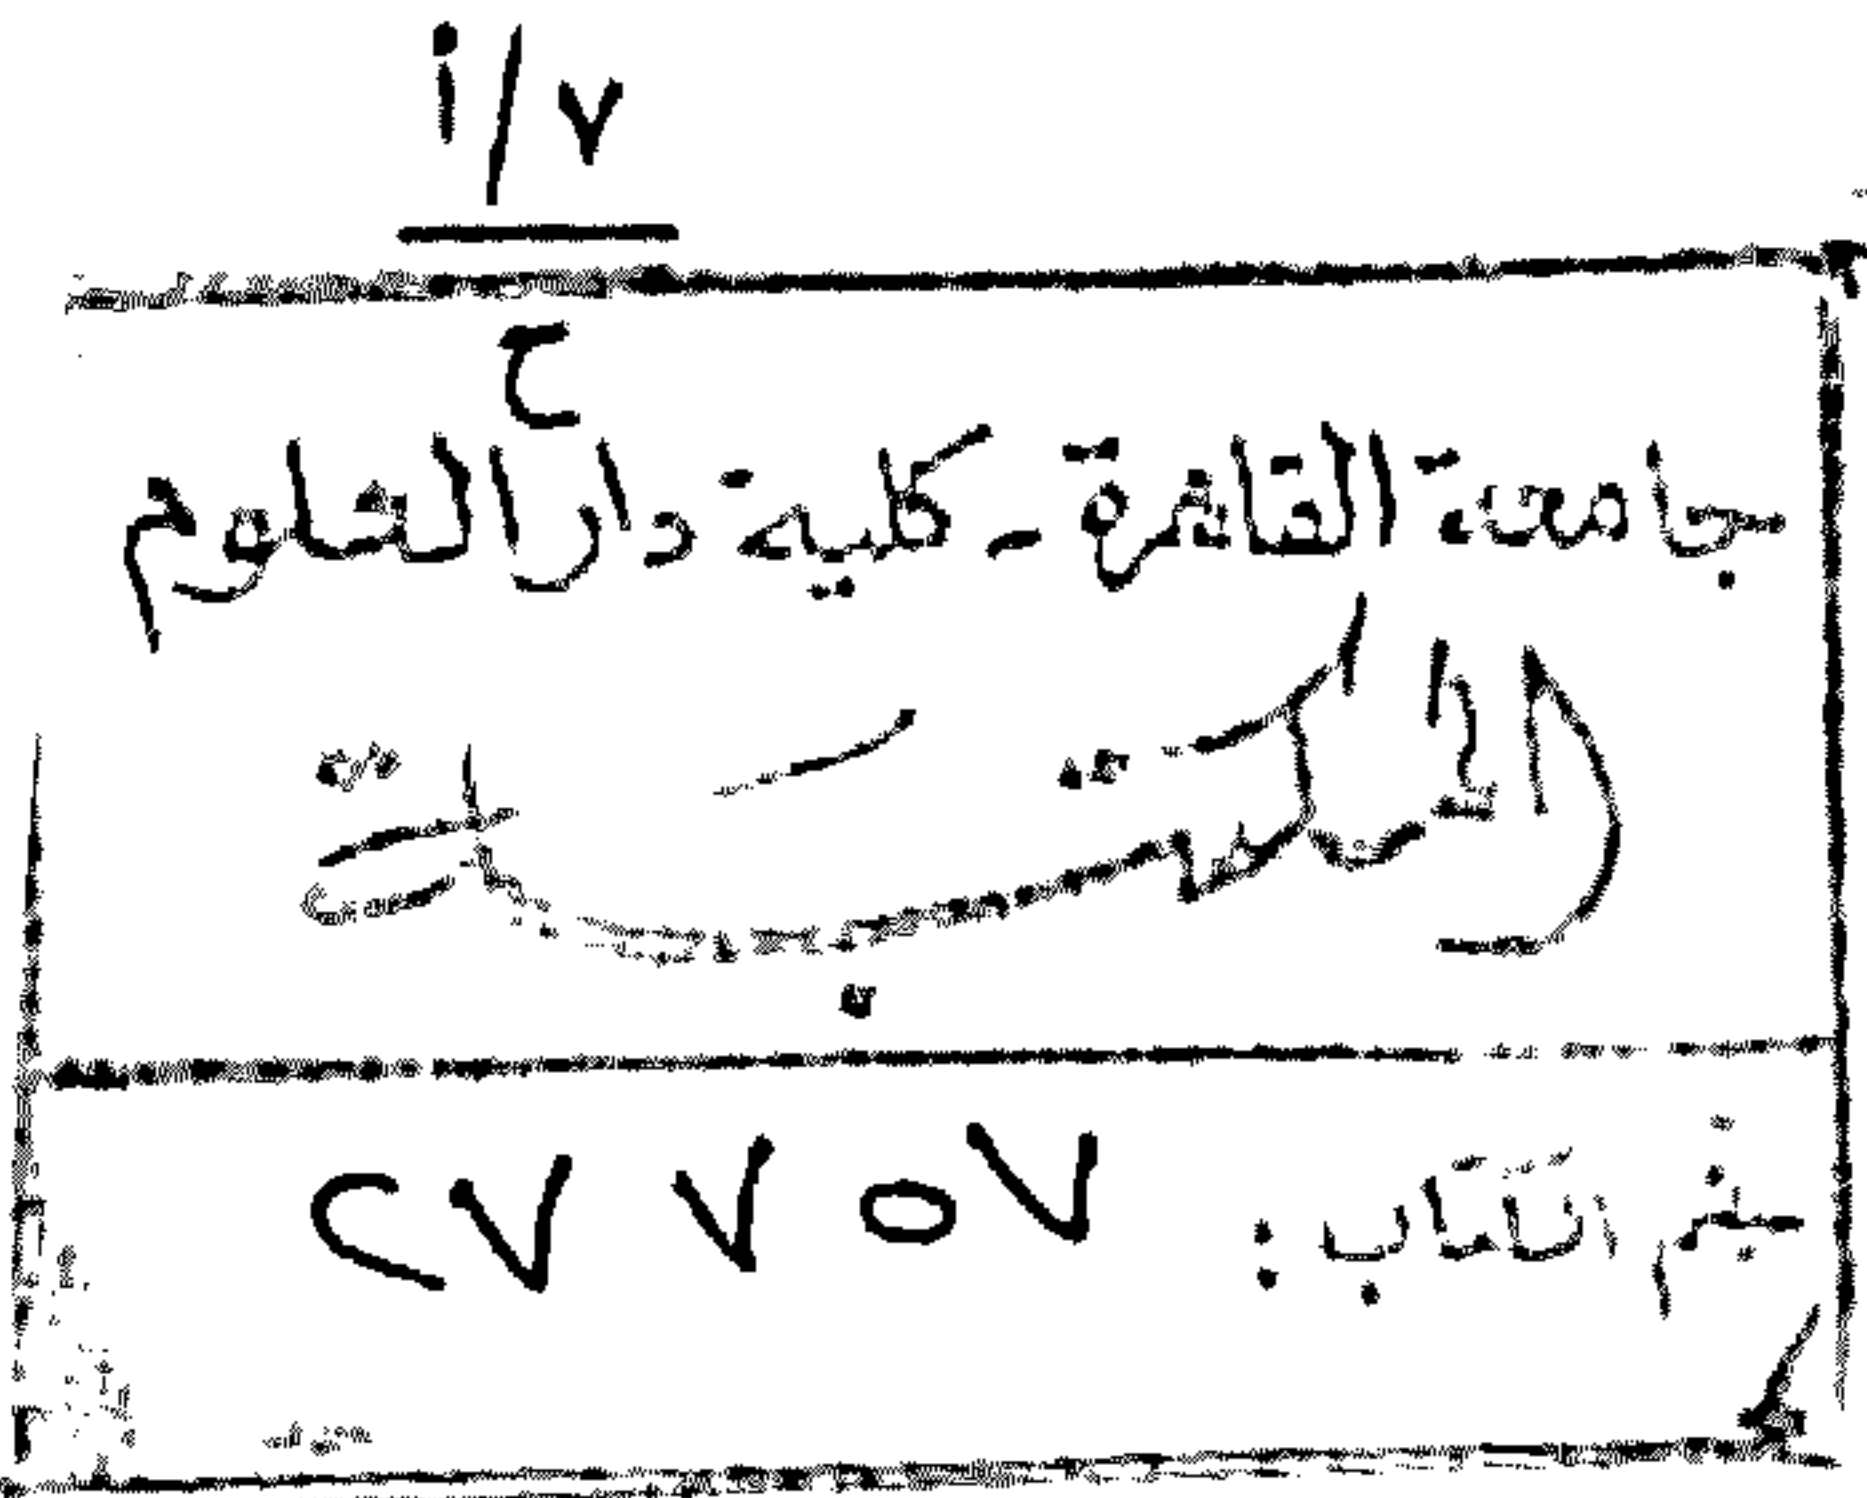 أ/٧
ح
جامعة القاهرة - كلية دار العلوم
المكتبة
رقم الكتاب: ٢٧٧٥٧